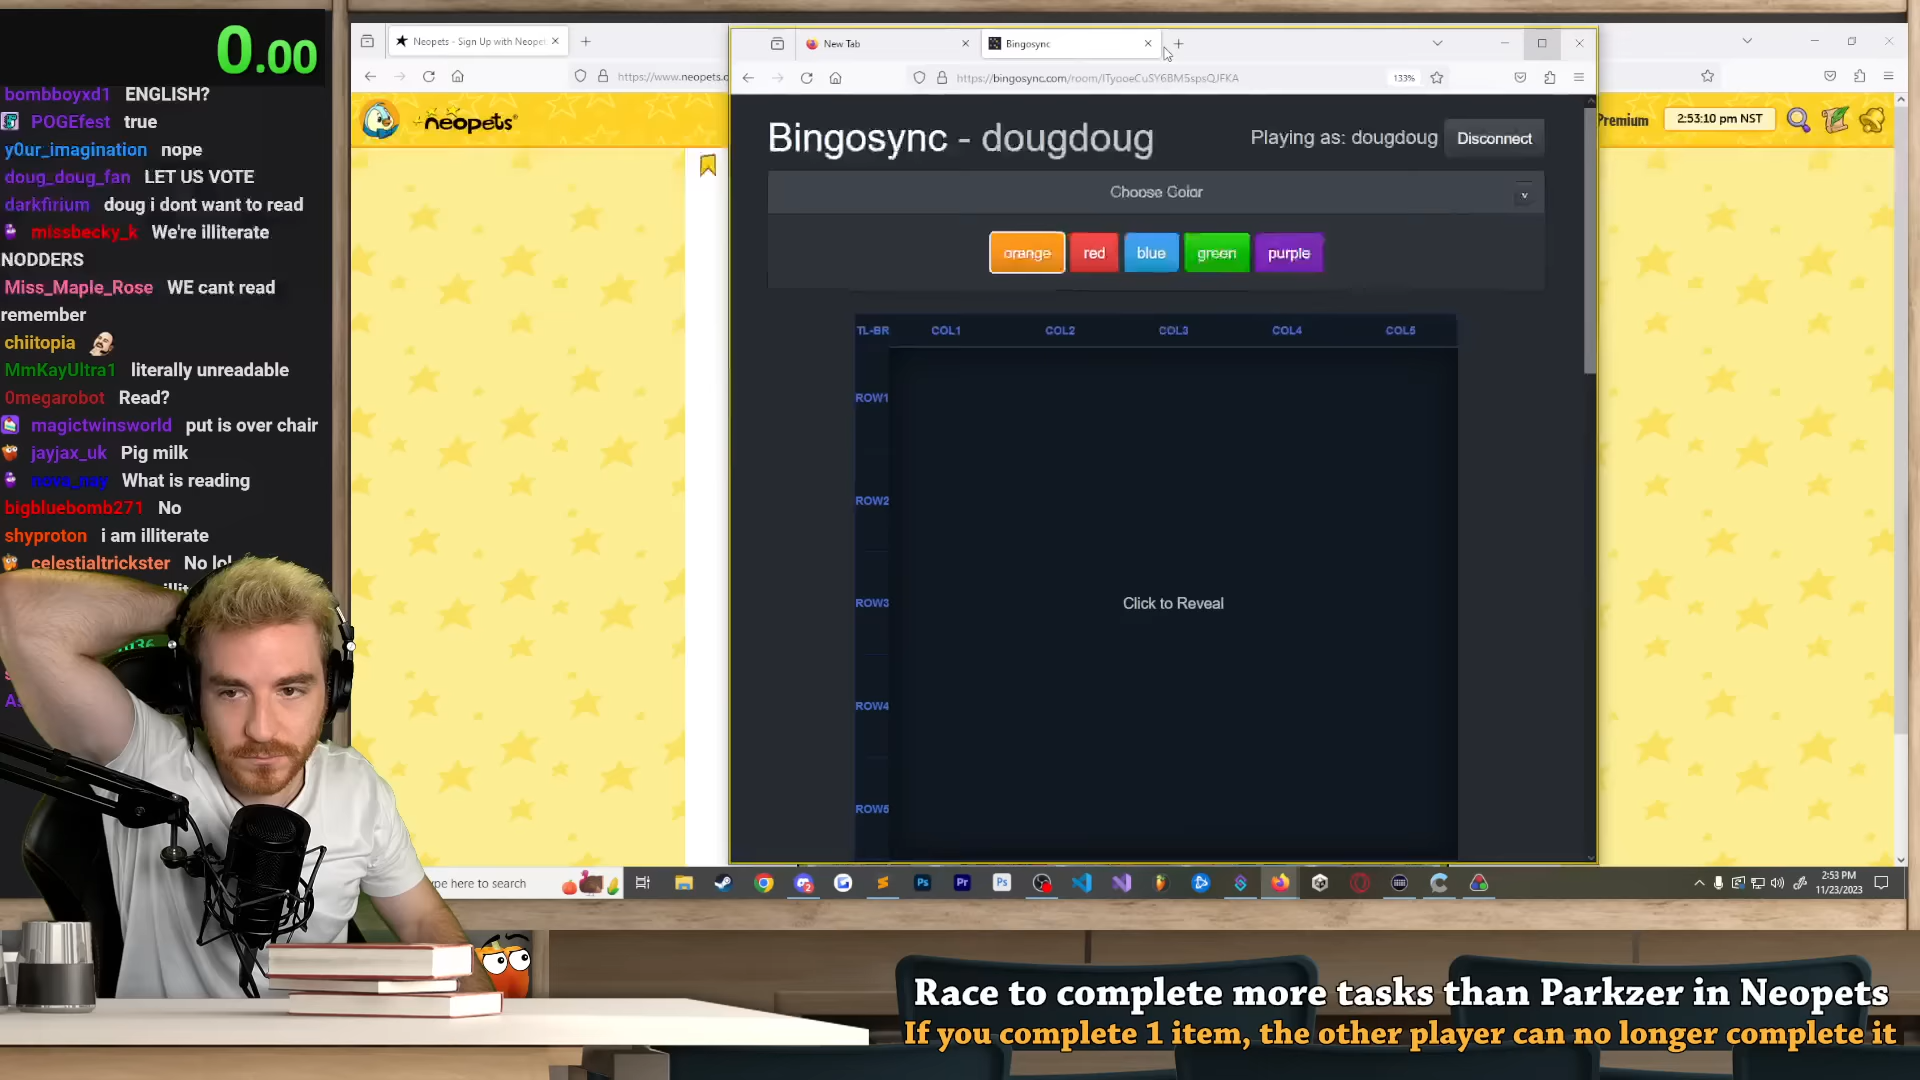 0.00
bombboyxd1 ENGLISH?
POGEfest true
y0ur_imagination nope
doug_doug_fan LET US VOTE
darkfirium doug i dont want to read
missbecky_k We're illiterate
NODDERS
Miss_Maple_Rose WE cant read
remember
chiitopia
MmKayUltra1 literally unreadable
0megarobot Read?
magictwinsworld put is over chair
jayjax_uk Pig milk
nova_nay What is reading
bigbluebomb271 No
shyproton i am illiterate
celestialtrickster No lol
Neopets - Sign Up with Neopet
https://www.neopets.c
neopets
New Tab
Bingosync
https://bingosync.com/room/ITyooeCuSY6BM5spsQJFKA
133%
Bingosync - dougdoug
Playing as: dougdoug
Disconnect
Choose Color
orange red blue green purple
TL-BR COL1 COL2 COL3 COL4 COL5
ROW1
ROW2
ROW3
Click to Reveal
ROW4
ROW5
Premium
2:53:10 pm NST
ype here to search
2:53 PM
11/23/2023
Race to complete more tasks than Parkzer in Neopets
If you complete 1 item, the other player can no longer complete it